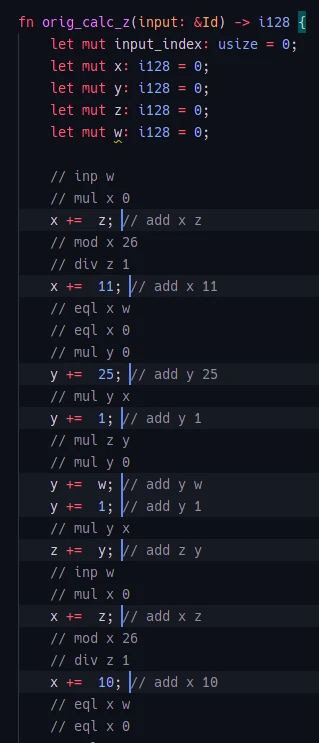 fn orig_calc_z(input: &Id) -> i128 {
let mut input_index: usize = 0;
let mut x: i128 = 0;
let mut y: i128 = 0;
let mut z: i128 = 0;
let mut w: i128 = 0;
// inp w
// mul x 0
x +=  z; // add x z
// mod x 26
// div z 1
x +=  11; // add x 11
// eql x w
// eql x 0
// mul y 0
y +=  25; // add y 25
// mul y x
y +=  1; // add y 1
// mul z y
// mul y 0
y +=  w; // add y w
y +=  1; // add y 1
// mul y x
z +=  y; // add z y
// inp w
// mul x 0
x +=  z; // add x z
// mod x 26
// div z 1
x +=  10; // add x 10
// eql x w
// eql x 0